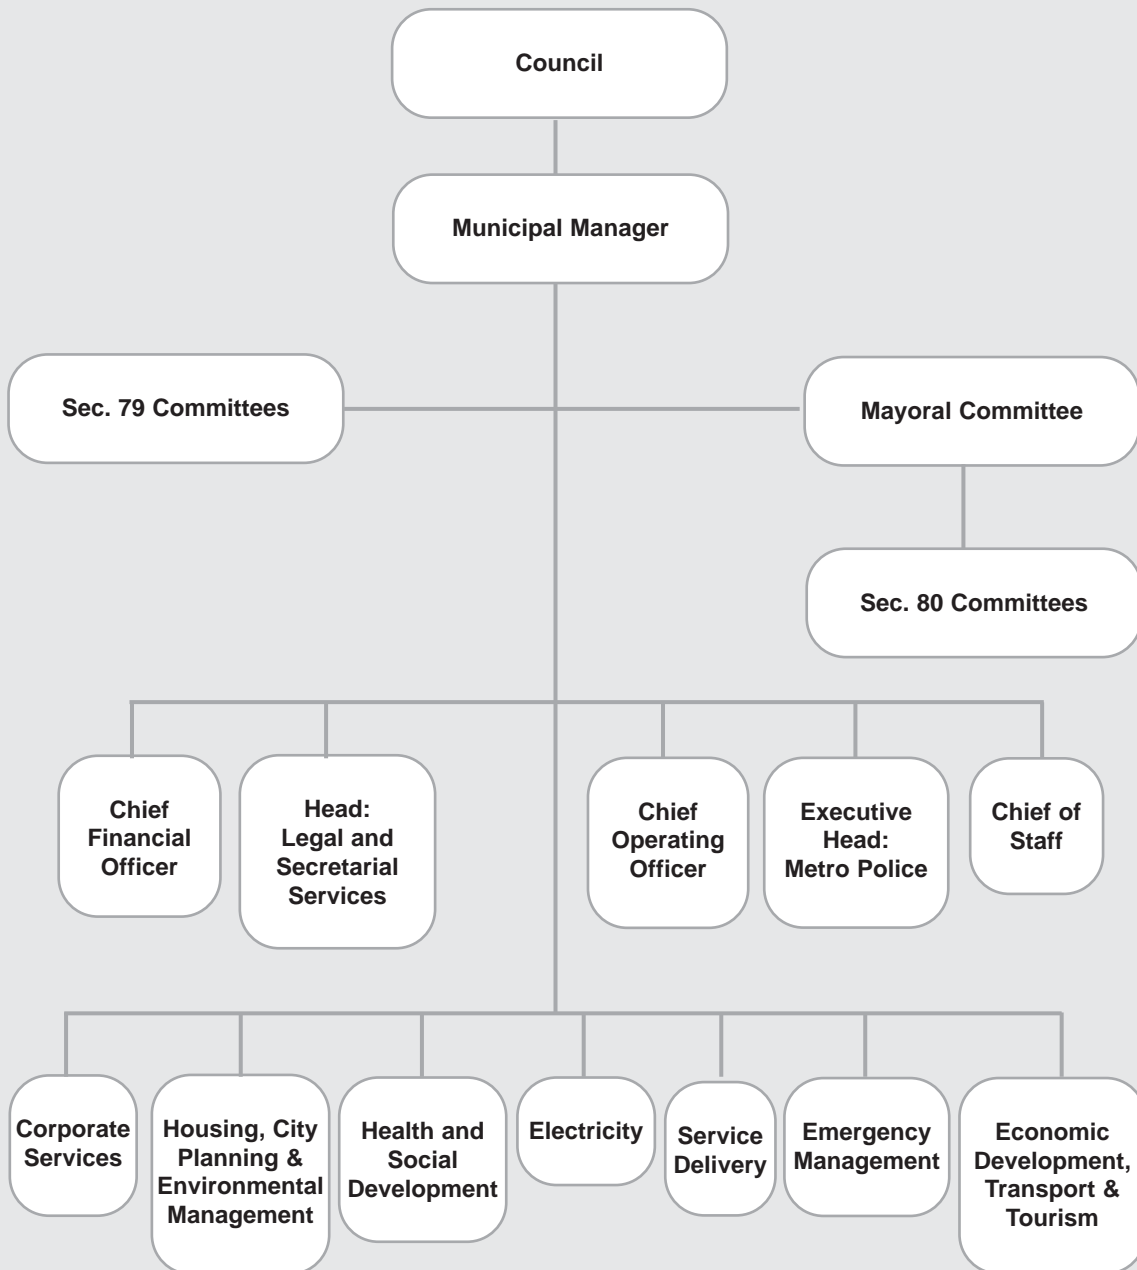 Council
Municipal Manager
Sec. 79 Committees
Mayoral Committee
Sec. 80 Committees
Chief
Financial
Officer
Head:
Legal and
Secretarial
Services
Chief
Operating
Officer
Executive
Head:
Metro Police
Chief of
Staff
Corporate
Services
Housing, City
Planning &
Environmental
Management
Health and
Social
Development
Electricity
Service
Delivery
Emergency
Management
Economic
Development,
Transport &
Tourism